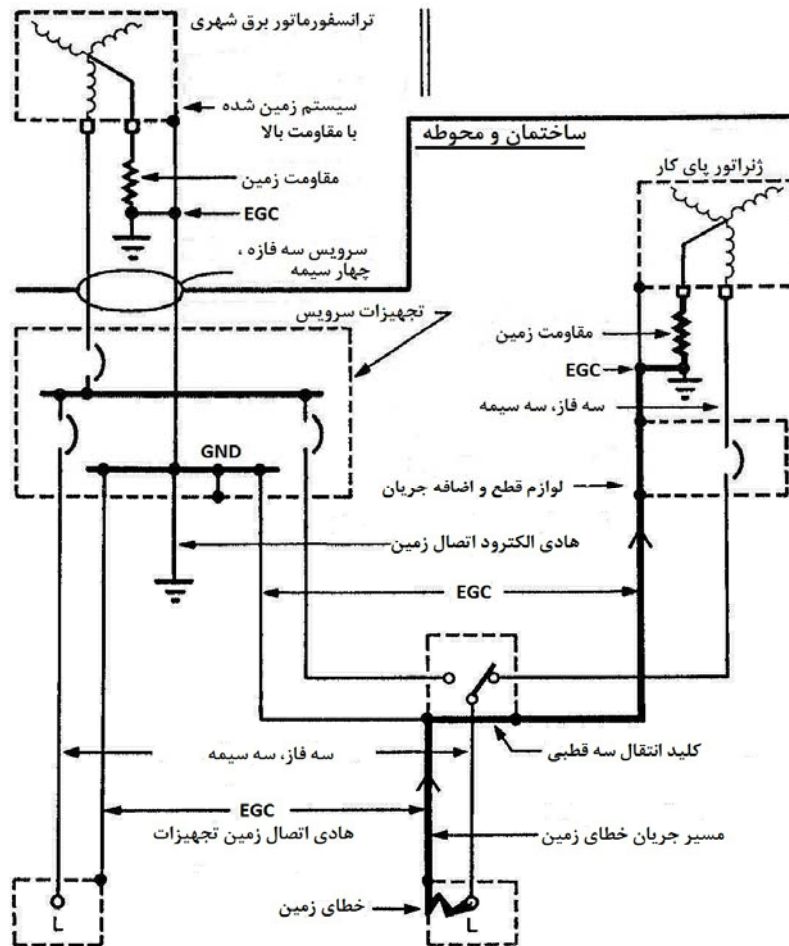 ترانسفورماتور برق شهری
سیستم زمین شده
با مقاومت بالا
ساختمان و محوطه
ژنراتور پای کار
مقاومت زمین
EGC
سرویس سه فازه ،
چهار سیمه
تجهیزات سرویس
مقاومت زمین
EGC
سه فاز، سه سیمه
GND
لوازم قطع و اضافه جریان
هادی الکترود اتصال زمین
EGC
کلید انتقال سه قطبی
سه فاز، سه سیمه
EGC
هادی اتصال زمین تجهیزات
مسیر جریان خطای زمین
خطای زمین
L
L